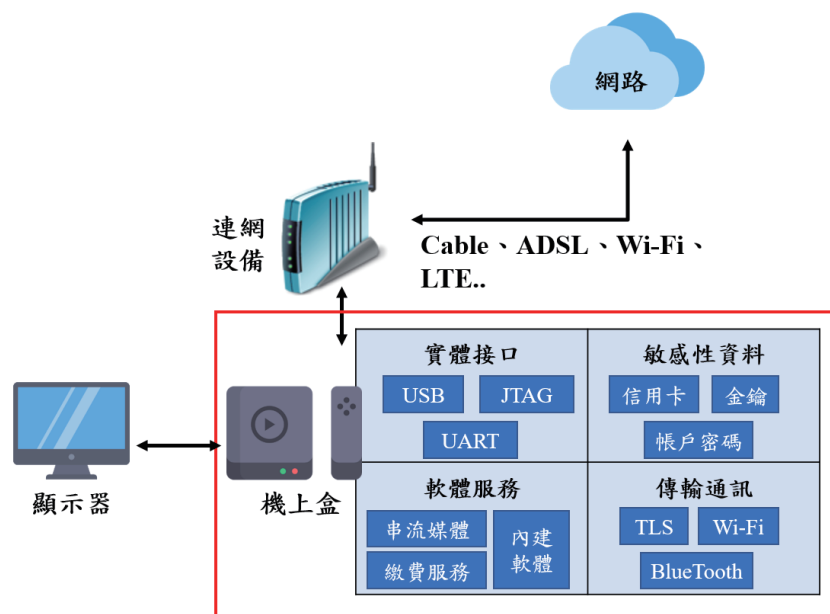 網路
連網
設備
Cable、ADSL、Wi-Fi、
LTE..
實體接口
USB
JTAG
UART
敏感性資料
信用卡
金鑰
帳戶密碼
顯示器
機上盒
軟體服務
串流媒體
繳費服務
內建
軟體
傳輸通訊
TLS
Wi-Fi
BlueTooth